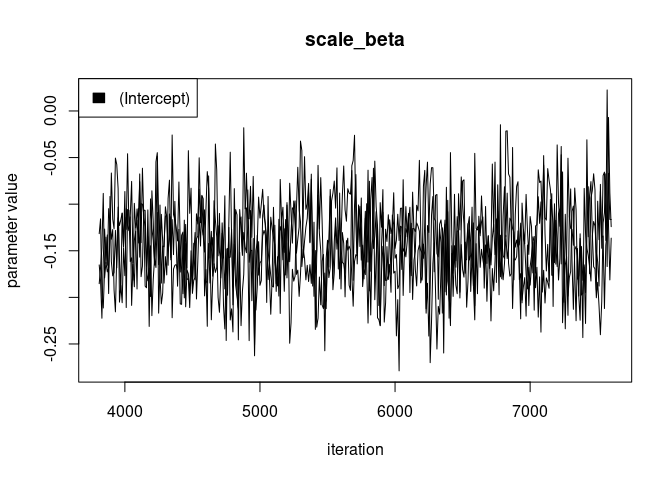 scale_beta
(Intercept)
parameter value
0.00
-0.05
-0.15
-0.25
4000
5000
6000
7000
iteration